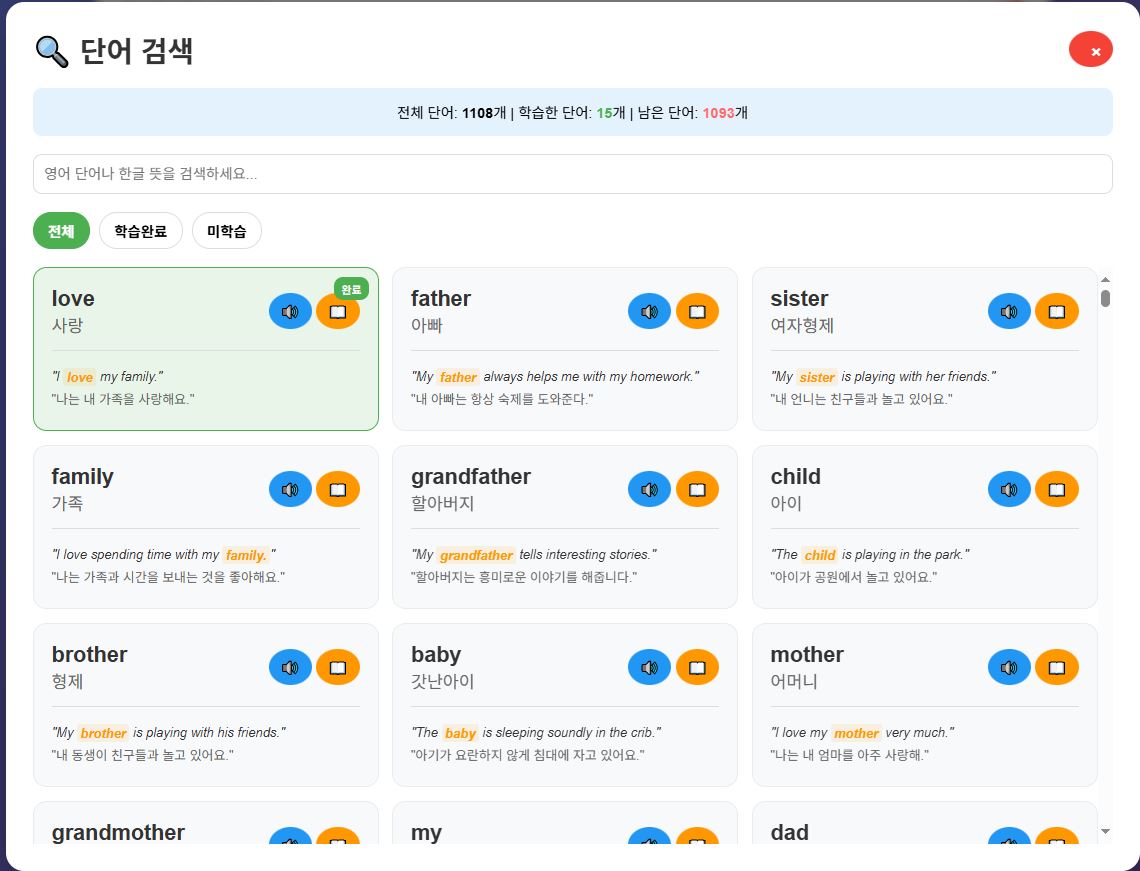 단어 검색
×
전체 단어: 1108개 | 학습한 단어: 15개 | 남은 단어: 1093개
영어 단어나 한글 뜻을 검색하세요...
전체
학습완료
미학습
love
사랑
완료
"I love my family."
"나는 내 가족을 사랑해요."
father
아빠
"My father always helps me with my homework."
"내 아빠는 항상 숙제를 도와준다."
sister
여자형제
"My sister is playing with her friends."
"내 언니는 친구들과 놀고 있어요."
family
가족
"I love spending time with my family. "
"나는 가족과 시간을 보내는 것을 좋아해요."
grandfather
할아버지
"My grandfather tells interesting stories."
"할아버지는 흥미로운 이야기를 해줍니다."
child
아이
"The child is playing in the park."
"아이가 공원에서 놀고 있어요."
brother
형제
"My brother is playing with his friends."
"내 동생이 친구들과 놀고 있어요."
baby
갓난아이
"The baby is sleeping soundly in the crib."
"아기가 요란하지 않게 침대에 자고 있어요."
mother
어머니
"I love my mother very much."
"나는 내 엄마를 아주 사랑해."
grandmother
my
dad